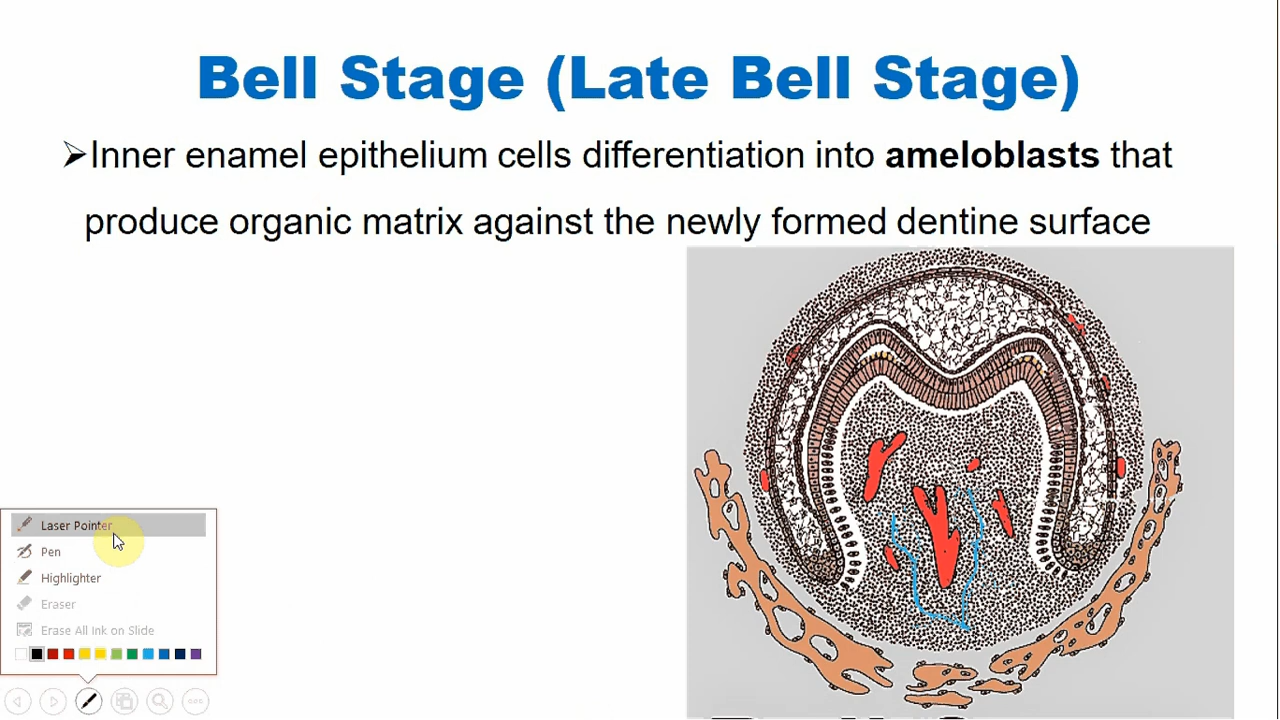 Bell Stage (Late Bell Stage)
➢Inner enamel epithelium cells differentiation into ameloblasts that
produce organic matrix against the newly formed dentine surface
Laser Pointer
Pen
Highlighter
Eraser
Erase All Ink on Slide